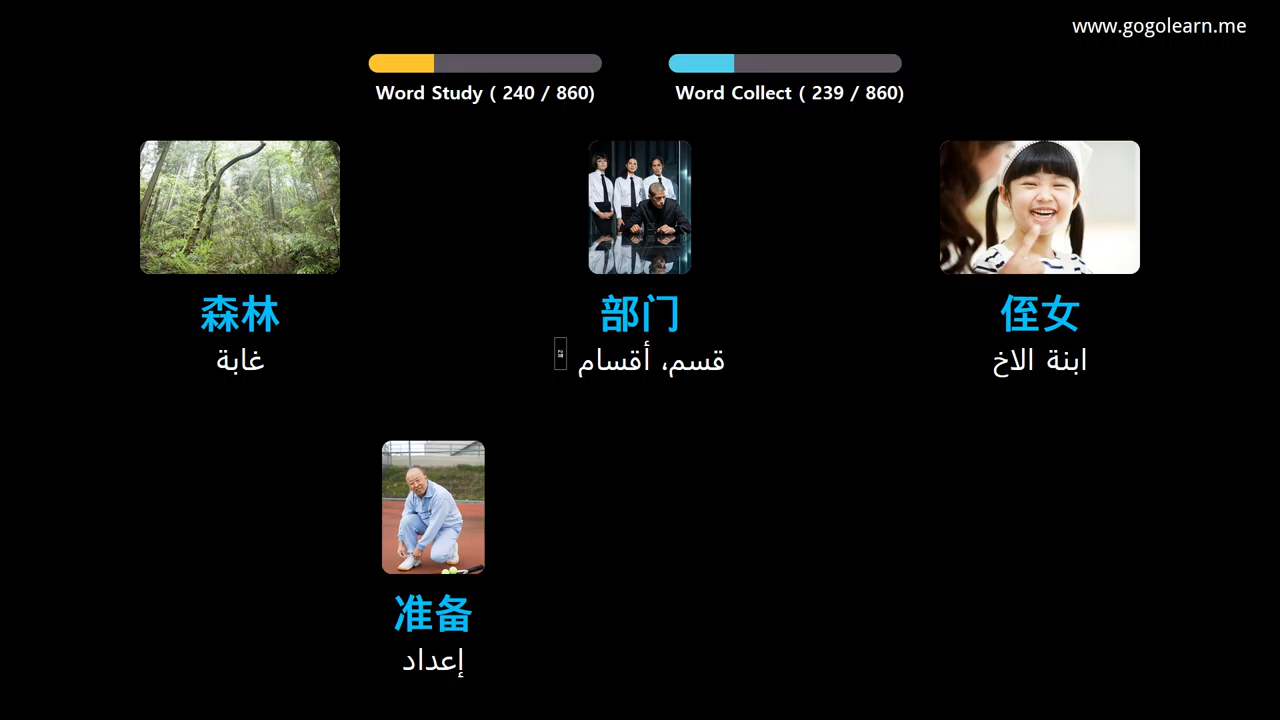 www.gogolearn.me
Word Study ( 240 / 860)
Word Collect ( 239 / 860)
森林
部门
侄女
غابة
قسم، أقسام
ابنة الاخ
准备
إعداد